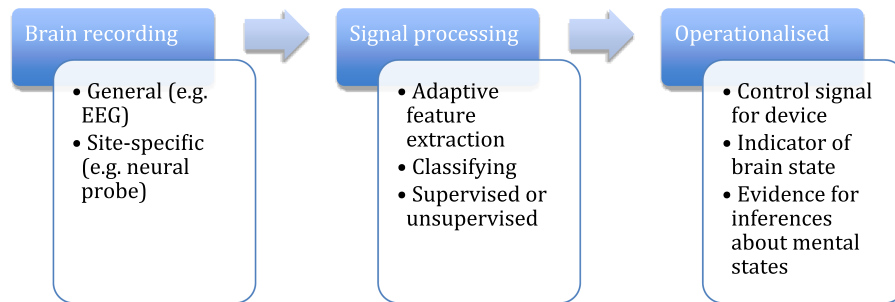 Brain recording
• General (e.g.
EEG)
• Site-specific
(e.g. neural
probe)
Signal processing
• Adaptive
feature
extraction
• Classifying
• Supervised or
unsupervised
Operationalised
• Control signal
for device
• Indicator of
brain state
• Evidence for
inferences
about mental
states